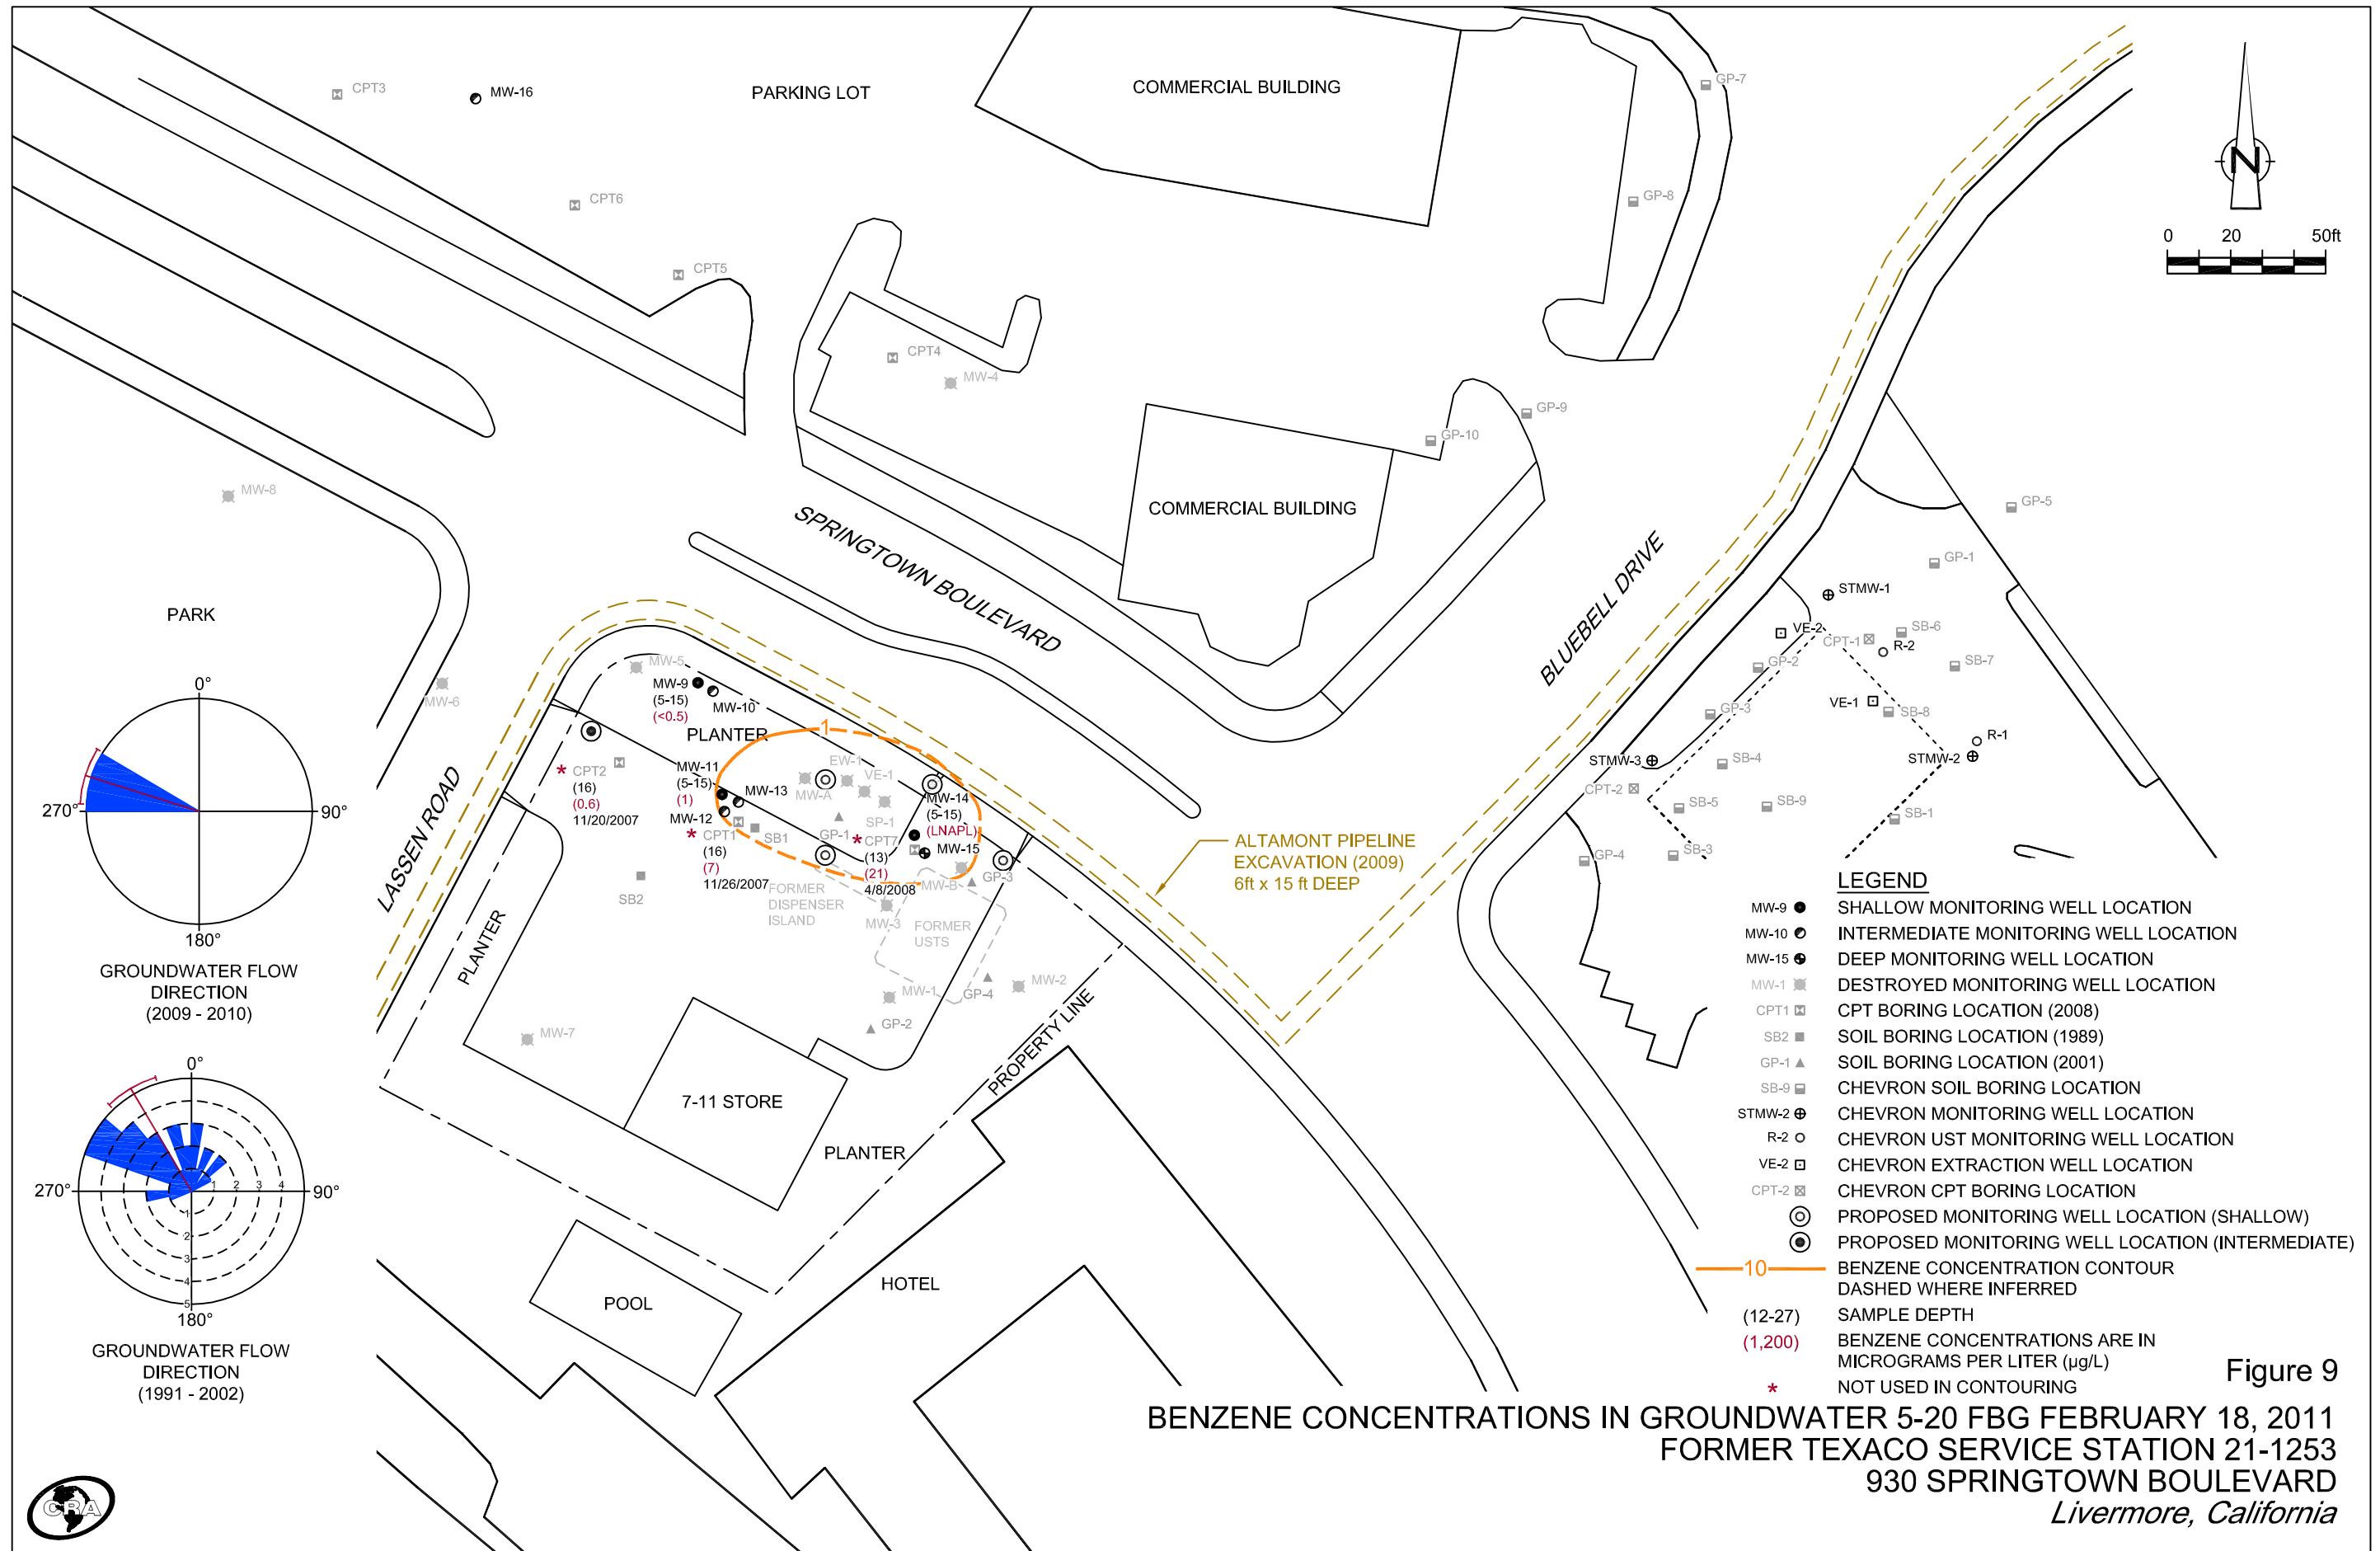 CPT3
MW-16
PARKING LOT
COMMERCIAL BUILDING
GP-7
N
0 20 50ft
CPT6
GP-8
CPT5
CPT4
MW-4
GP-9
GP-10
MW-8
SPRINGTOWN BOULEVARD
COMMERCIAL BUILDING
BLUEBELL DRIVE
GP-5
GP-1
STMW-1
VE-2
CPT-1
SB-6
R-2
GP-2
SB-7
VE-1
SB-8
GP-3
R-1
STMW-2
STMW-3
SB-4
CPT-2
SB-5
SB-9
SB-1
GP-4
SB-3
PARK
0°
270°
90°
180°
GROUNDWATER FLOW
DIRECTION
(2009 - 2010)
0°
270°
90°
1 2 3 4
1
2
3
4
5
180°
GROUNDWATER FLOW
DIRECTION
(1991 - 2002)
MW-6
LASSEN ROAD
MW-5
MW-9
(5-15)
(<0.5)
MW-10
PLANTER
1
* CPT2
(16)
(0.6)
11/20/2007
MW-11
(5-15)
(1)
MW-13
MW-12
* CPT1
(16)
(7)
11/26/2007
SB1
SB2
EW-1
VE-1
MW-A
SP-1
GP-1
* CPT7
(13)
(21)
4/8/2008
MW-14
(5-15)
(LNAPL)
MW-15
MW-B
GP-3
FORMER
DISPENSER
ISLAND
MW-3
FORMER
USTS
MW-1
GP-4
MW-2
GP-2
MW-7
PLANTER
7-11 STORE
PROPERTY LINE
PLANTER
POOL
HOTEL
ALTAMONT PIPELINE
EXCAVATION (2009)
6ft x 15 ft DEEP
LEGEND
MW-9 SHALLOW MONITORING WELL LOCATION
MW-10 INTERMEDIATE MONITORING WELL LOCATION
MW-15 DEEP MONITORING WELL LOCATION
MW-1 DESTROYED MONITORING WELL LOCATION
CPT1 CPT BORING LOCATION (2008)
SB2 SOIL BORING LOCATION (1989)
GP-1 SOIL BORING LOCATION (2001)
SB-9 CHEVRON SOIL BORING LOCATION
STMW-2 CHEVRON MONITORING WELL LOCATION
R-2 CHEVRON UST MONITORING WELL LOCATION
VE-2 CHEVRON EXTRACTION WELL LOCATION
CPT-2 CHEVRON CPT BORING LOCATION
PROPOSED MONITORING WELL LOCATION (SHALLOW)
PROPOSED MONITORING WELL LOCATION (INTERMEDIATE)
10 BENZENE CONCENTRATION CONTOUR
DASHED WHERE INFERRED
(12-27) SAMPLE DEPTH
(1,200) BENZENE CONCENTRATIONS ARE IN
MICROGRAMS PER LITER (µg/L)
* NOT USED IN CONTOURING
Figure 9
BENZENE CONCENTRATIONS IN GROUNDWATER 5-20 FBG FEBRUARY 18, 2011
FORMER TEXACO SERVICE STATION 21-1253
930 SPRINGTOWN BOULEVARD
Livermore, California
CRA